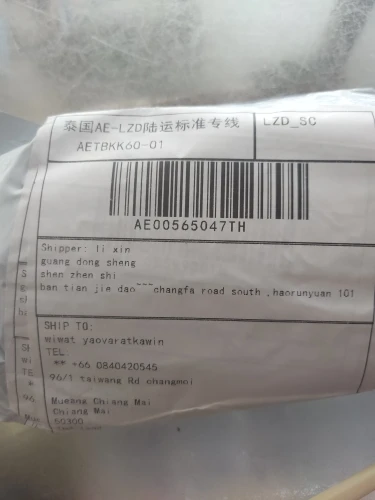 泰国AE-LZD陆运标准专线
LZD_SC
AETBKK60-01
AE00565047TH
Shipper: li xin
guang dong sheng
zhen zhen shi
ban tian jie dao changfa road south ,haorunyuan 101
SHIP TO:
wiwat yaovaratkawin
TEL:
** +66 0840420546
96/1 taiwang Rd changmoi
Mueang Chiang Mai
Chiang Mai
50300